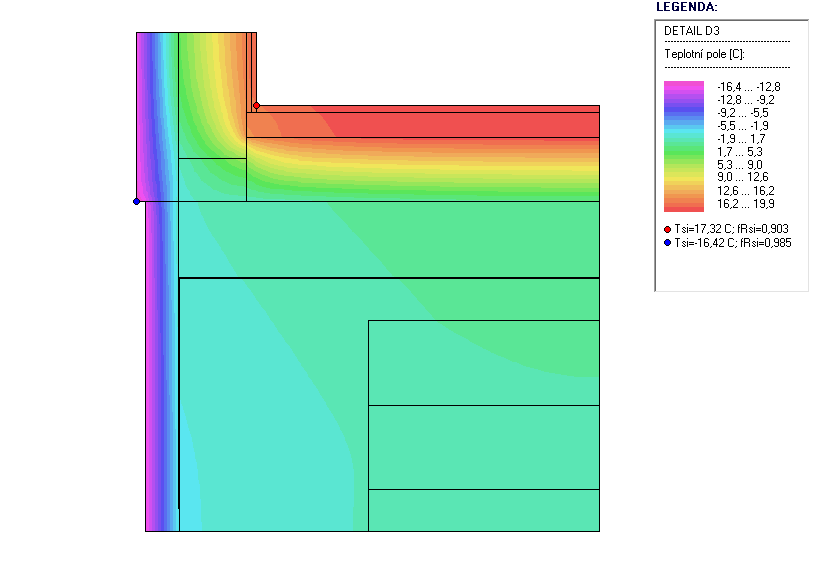 LEGENDA:
DETAIL D3
Teplotní pole [C]:
-16,4 ... -12,8
-12,8 ... -9,2
-9,2 ... -5,5
-5,5 ... -1,9
-1,9 ... 1,7
1,7 ... 5,3
5,3 ... 9,0
9,0 ... 12,6
12,6 ... 16,2
16,2 ... 19,9
Tsi=17,32 C; fRsi=0,903
Tsi=-16,42 C; fRsi=0,985